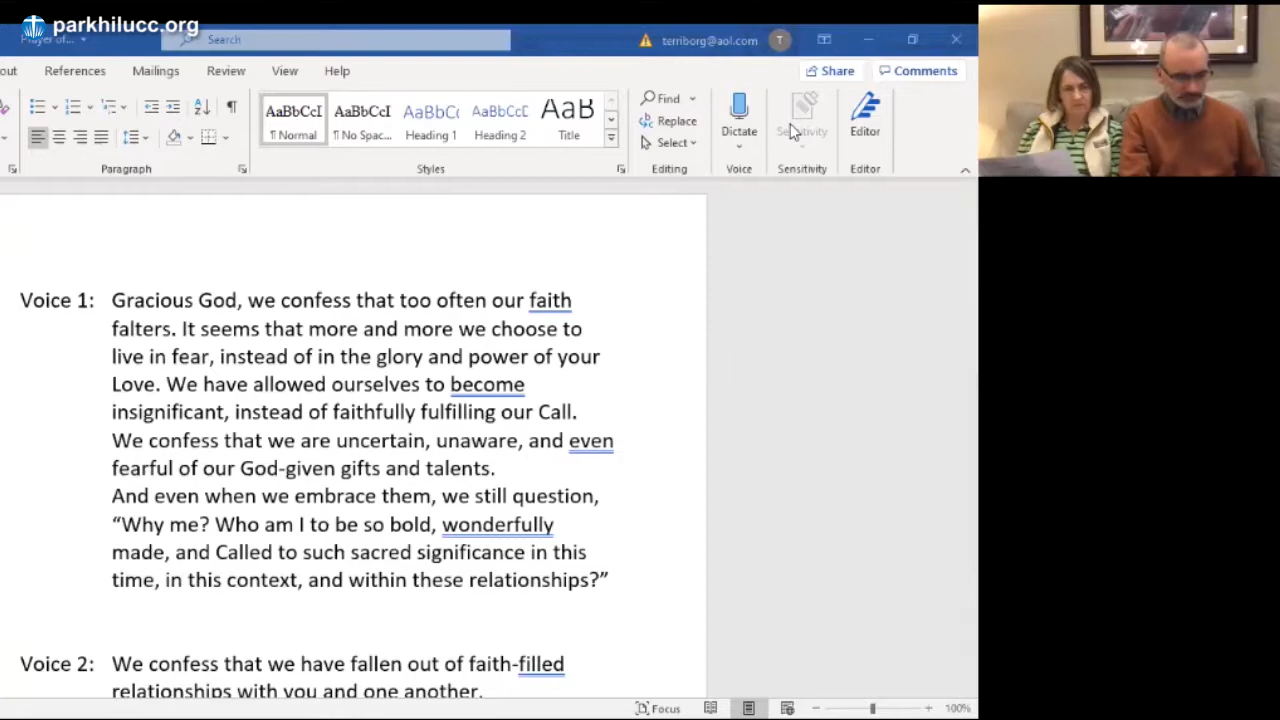 parkhilucc.org
Search
terriborg@aol.com
T
References Mailings Review View Help
Share
Comments
AaBbCcI AaBbCcI AaBbC AaBbCcD AaB
¶ Normal ¶ No Spac... Heading 1 Heading 2 Title
Find
Replace
Select
Dictate
Sensitivity
Editor
Paragraph Styles Editing Voice Sensitivity Editor
Voice 1: Gracious God, we confess that too often our faith
falters. It seems that more and more we choose to
live in fear, instead of in the glory and power of your
Love. We have allowed ourselves to become
insignificant, instead of faithfully fulfilling our Call.
We confess that we are uncertain, unaware, and even
fearful of our God-given gifts and talents.
And even when we embrace them, we still question,
“Why me? Who am I to be so bold, wonderfully
made, and Called to such sacred significance in this
time, in this context, and within these relationships?”
Voice 2: We confess that we have fallen out of faith-filled
relationships with you and one another.
Focus
100%